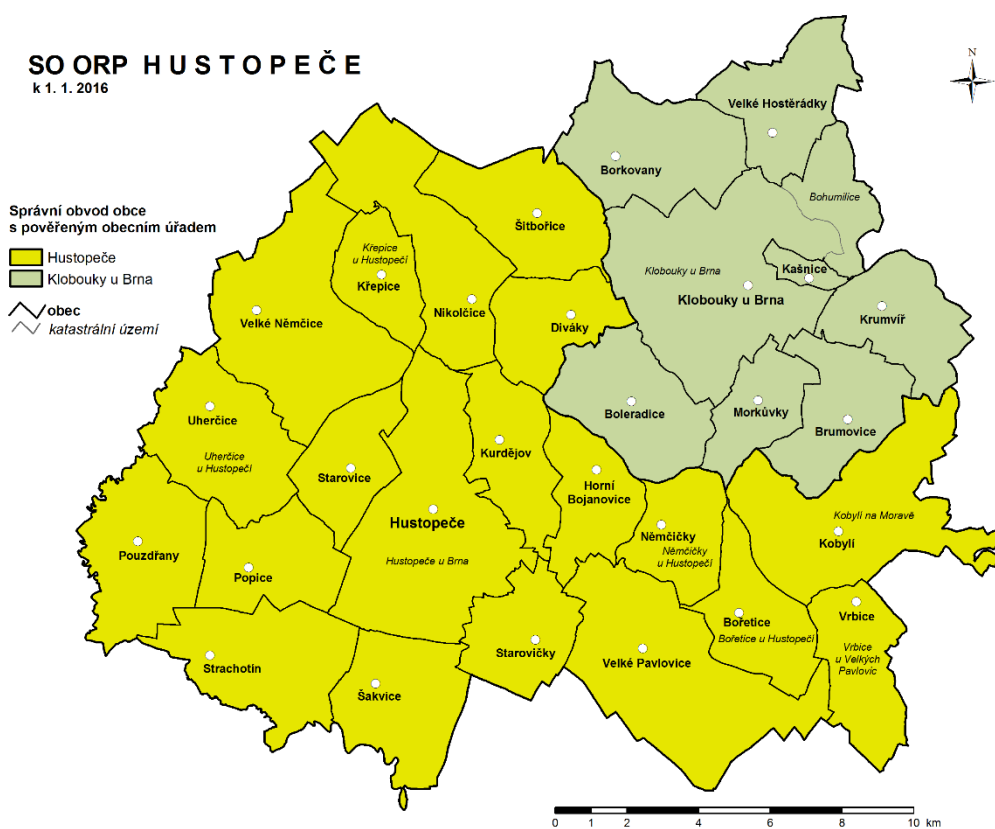 SO ORP H U S T O P E Č E
k 1. 1. 2016
N
Správní obvod obce
s pověřeným obecním úřadem
Hustopeče
Klobouky u Brna
obec
katastrální území
Velké Hostěrádky
Borkovany
Bohumilice
Šitbořice
Křepice
u Hustopečí
Křepice
Klobouky u Brna
Kašnice
Klobouky u Brna
Nikolčice
Velké Němčice
Diváky
Krumvíř
Boleradice
Morkůvky
Uherčice
Brumovice
Kurdějov
Uherčice
u Hustopečí
Starovice
Horní
Bojanovice
Kobylí na Moravě
Hustopeče
Němčičky
Kobylí
Pouzdřany
Němčičky
u Hustopečí
Hustopeče u Brna
Popice
Vrbice
Bořetice
Bořetice u Hustopečí
Starovičky
Velké Pavlovice
Vrbice
u Velkých
Pavlovic
Strachotín
Šakvice
0 1 2 4 6 8 10 km